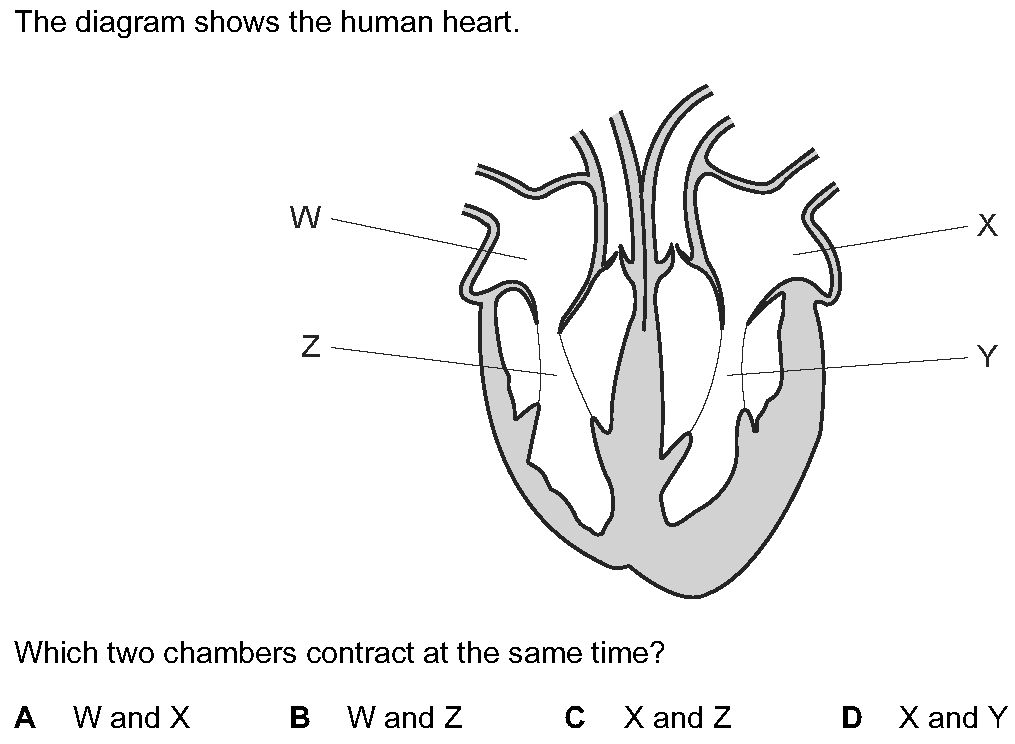 The diagram shows the human heart.
W
X
Z
Y
Which two chambers contract at the same time?
A W and X B W and Z C X and Z D X and Y